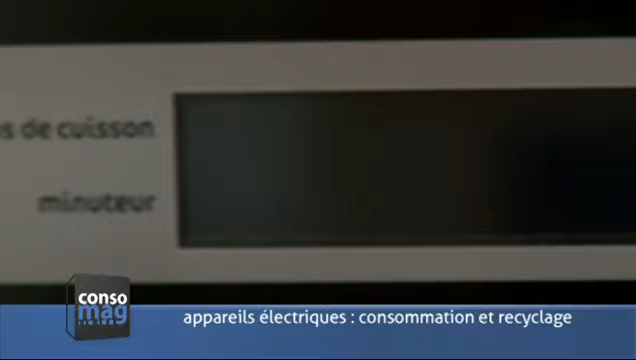 de cuisson
minuteur
conso
mag
appareils électriques : consommation et recyclage